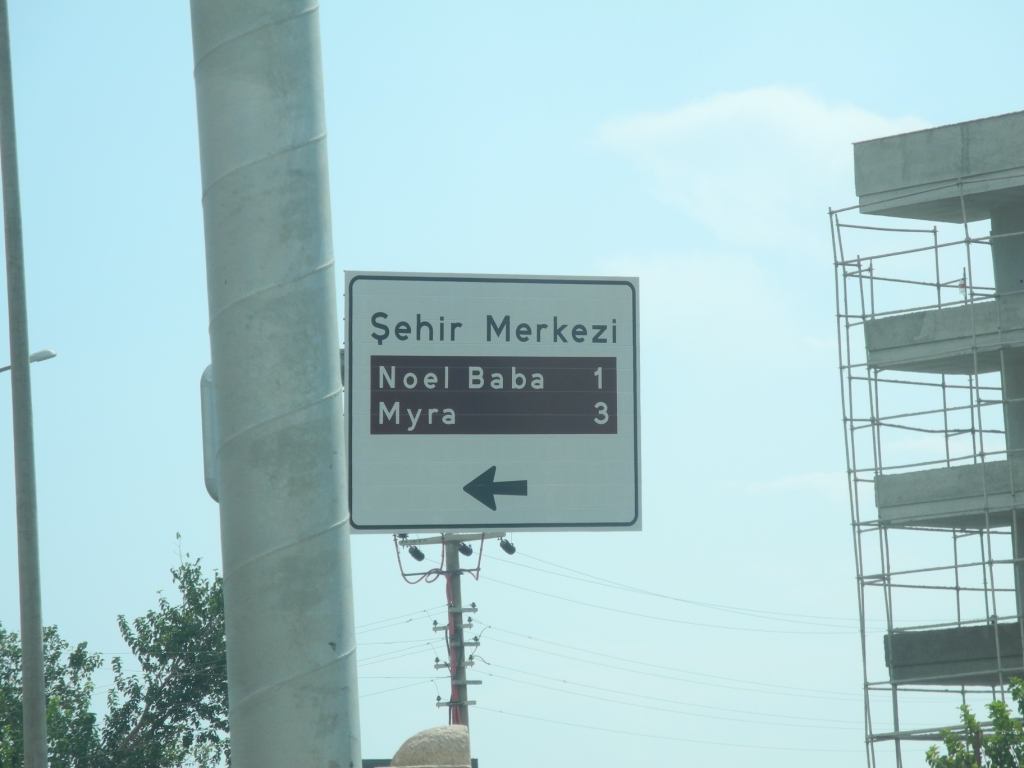 Şehir Merkezi
Noel Baba 1
Myra 3